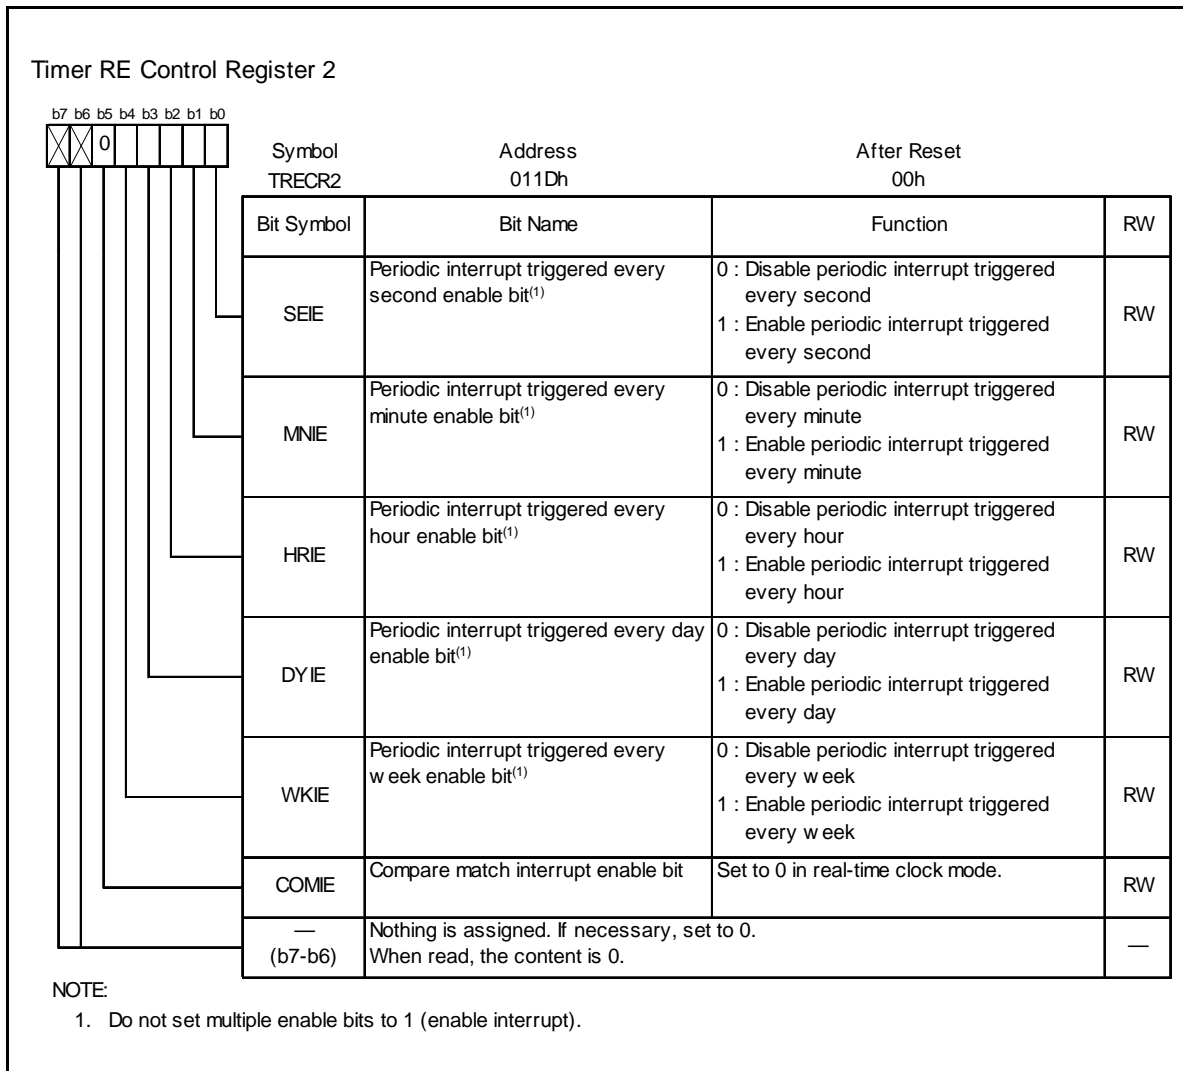 Timer RE Control Register 2
b7 b6 b5 b4 b3 b2 b1 b0
0
Symbol Address After Reset
TRECR2 011Dh 00h
Bit Symbol Bit Name Function RW
SEIE
Periodic interrupt triggered every
second enable bit(1)
0 : Disable periodic interrupt triggered
every second
1 : Enable periodic interrupt triggered
every second
RW
MNIE
Periodic interrupt triggered every
minute enable bit(1)
0 : Disable periodic interrupt triggered
every minute
1 : Enable periodic interrupt triggered
every minute
RW
HRIE
Periodic interrupt triggered every
hour enable bit(1)
0 : Disable periodic interrupt triggered
every hour
1 : Enable periodic interrupt triggered
every hour
RW
DYIE
Periodic interrupt triggered every day
enable bit(1)
0 : Disable periodic interrupt triggered
every day
1 : Enable periodic interrupt triggered
every day
RW
WKIE
Periodic interrupt triggered every
week enable bit(1)
0 : Disable periodic interrupt triggered
every week
1 : Enable periodic interrupt triggered
every week
RW
COMIE
Compare match interrupt enable bit
Set to 0 in real-time clock mode.
RW
—
(b7-b6)
Nothing is assigned. If necessary, set to 0.
When read, the content is 0.
—
NOTE:
1. Do not set multiple enable bits to 1 (enable interrupt).